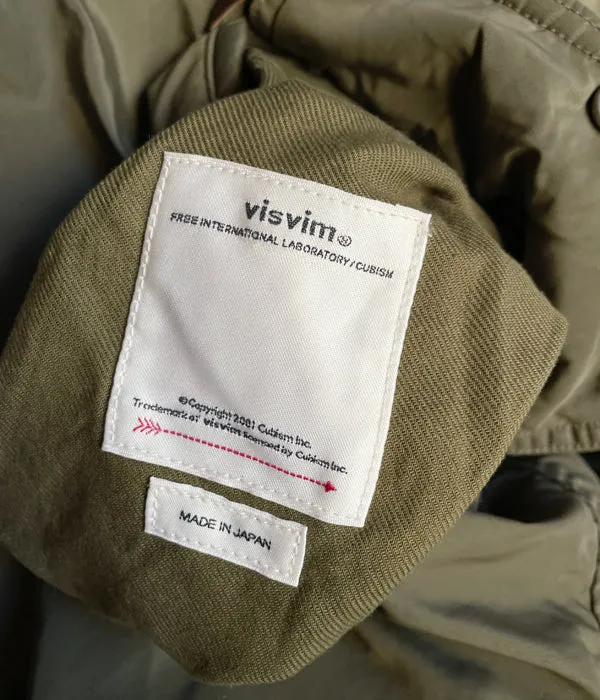 visvim®
FREE INTERNATIONAL LABORATORY / CUBISM
©Copyright 2001 Cubism Inc.
Trademark of visvim licensed by Cubism Inc.
MADE IN JAPAN